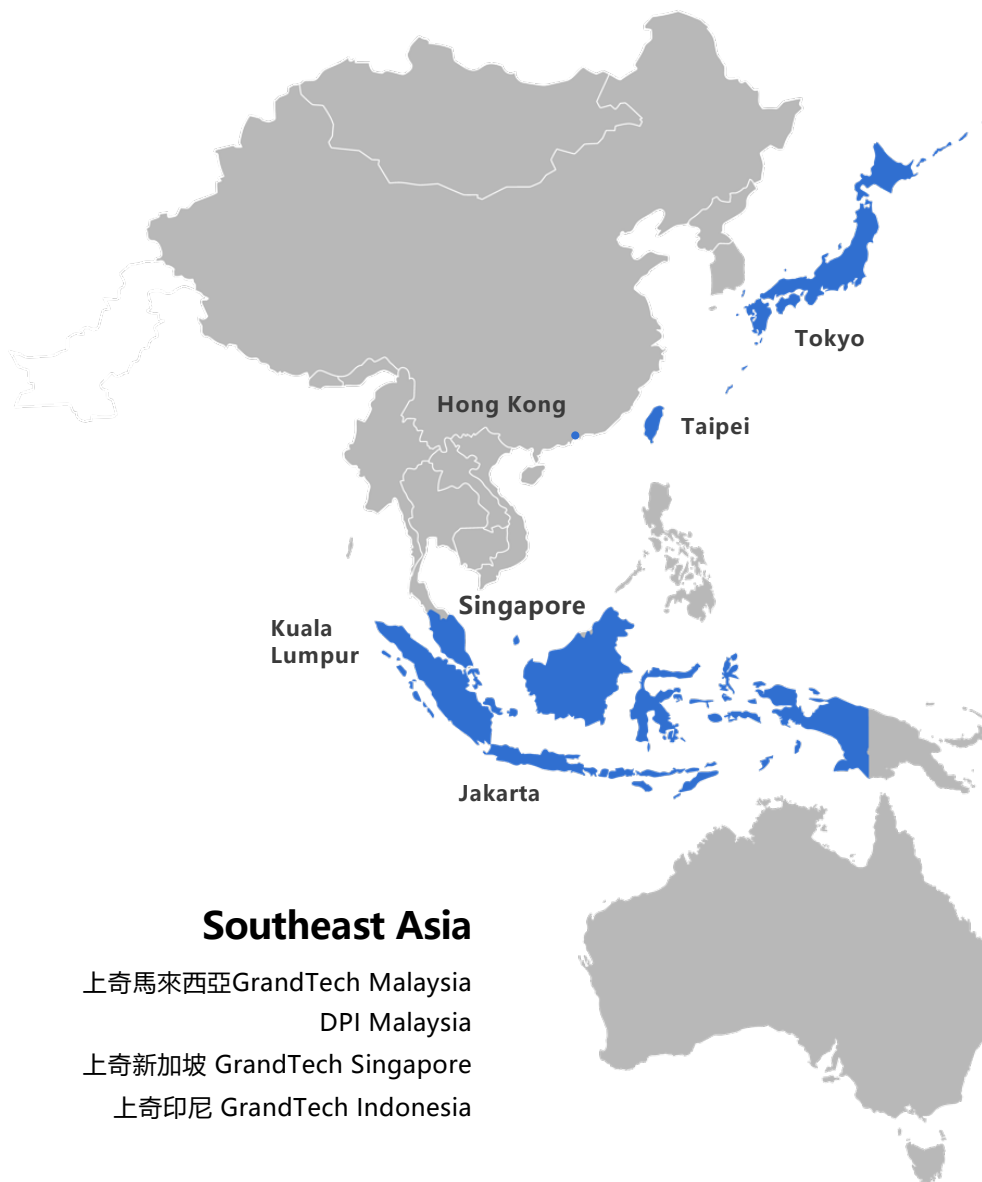 Tokyo
Hong Kong
Taipei
Singapore
Kuala
Lumpur
Jakarta
Southeast Asia
上奇馬來西亞GrandTech Malaysia
DPI Malaysia
上奇新加坡 GrandTech Singapore
上奇印尼 GrandTech Indonesia